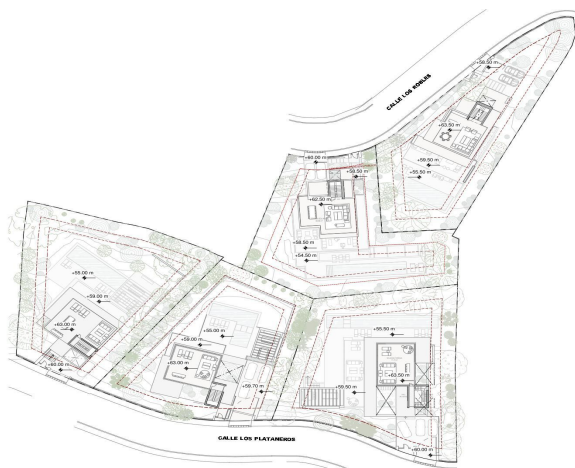 +58.50 m
CALLE LOS ROBLES
+63.50 m
+60.00 m
+59.50 m
+58.50 m
+55.50 m
+62.50 m
+58.50 m
+54.50 m
+55.00 m
+59.00 m
+63.00 m
+60.00 m
+55.00 m
+59.00 m
+63.00 m
+59.70 m
+55.50 m
+63.50 m
+59.50 m
+60.00 m
CALLE LOS PLATANEROS